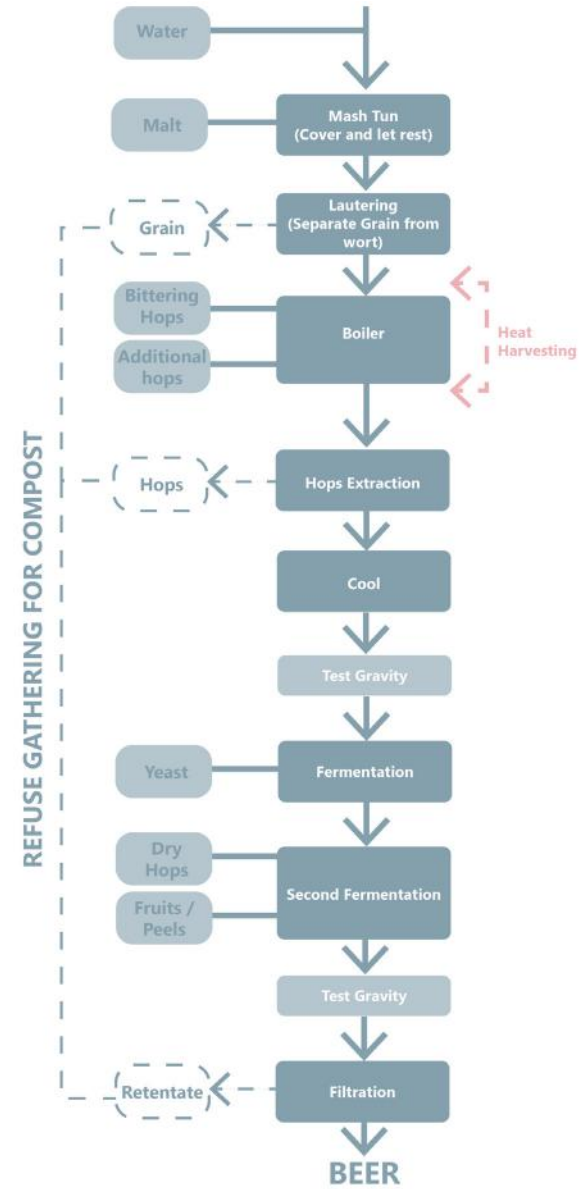 Water
Malt
Mash Tun
(Cover and let rest)
Lautering
(Separate Grain from
wort)
Grain
Bittering
Hops
Additional
hops
Boiler
Heat
Harvesting
REFUSE GATHERING FOR COMPOST
Hops
Hops Extraction
Cool
Test Gravity
Yeast
Fermentation
Dry
Hops
Fruits /
Peels
Second Fermentation
Test Gravity
Retentate
Filtration
BEER